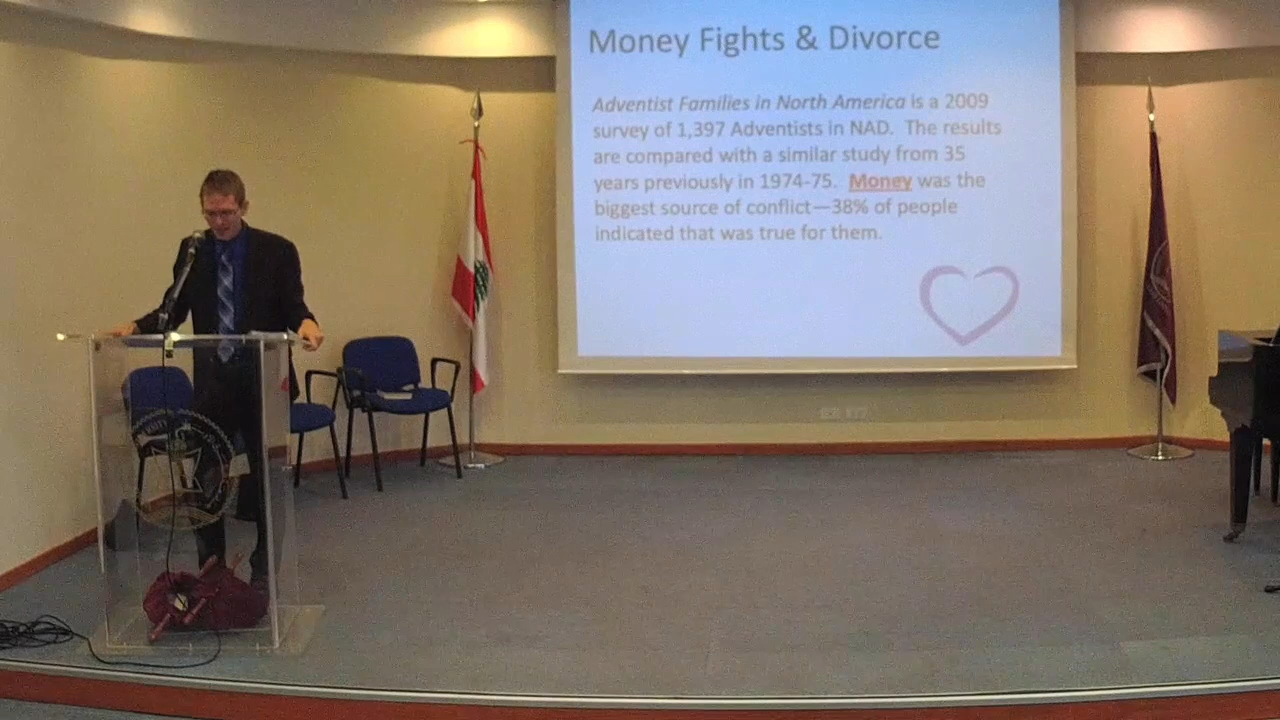 Money Fights & Divorce
Adventist Families in North America is a 2009
survey of 1,397 Adventists in NAD. The results
are compared with a similar study from 35
years previously in 1974-75. Money was the
biggest source of conflict—38% of people
indicated that was true for them.